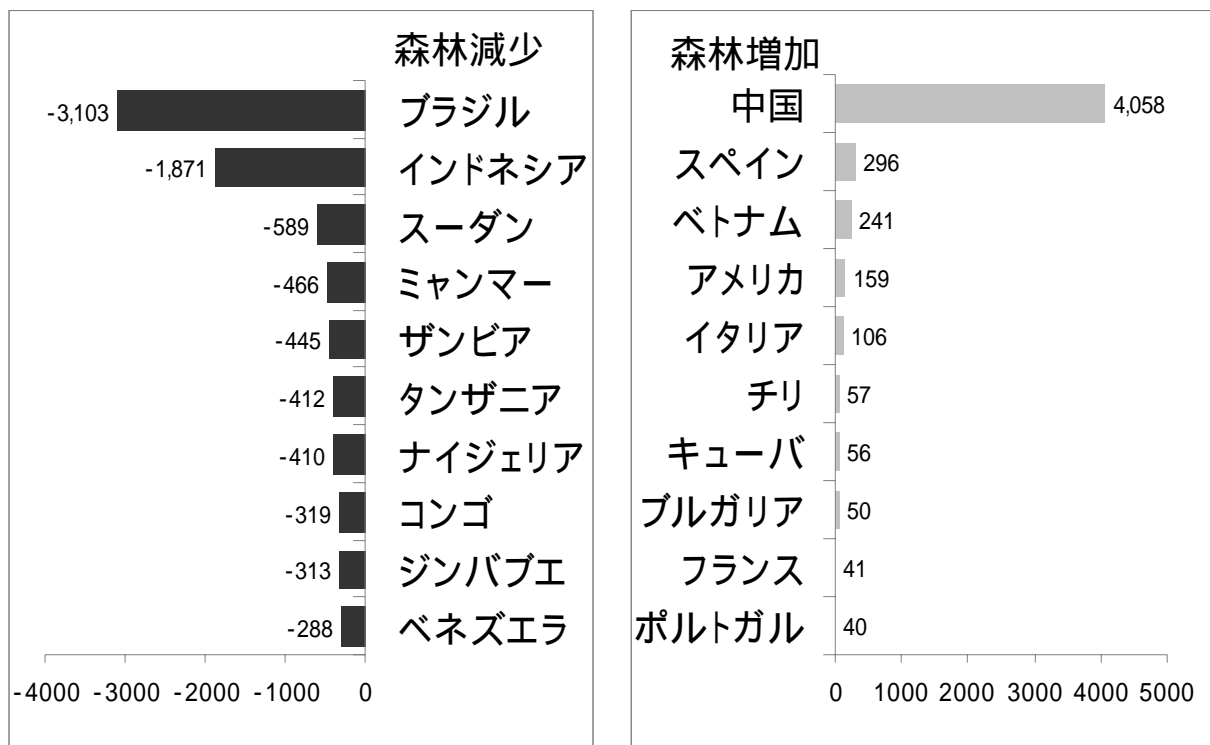 森林減少
-3,103 ブラジル
-1,871 インドネシア
-589 スーダン
-466 ミャンマー
-445 ザンビア
-412 タンザニア
-410 ナイジェリア
-319 コンゴ
-313 ジンバブエ
-288 ベネズエラ
-4000 -3000 -2000 -1000 0
森林増加
中国 4,058
スペイン 296
ベトナム 241
アメリカ 159
イタリア 106
チリ 57
キューバ 56
ブルガリア 50
フランス 41
ポルトガル 40
0 1000 2000 3000 4000 5000